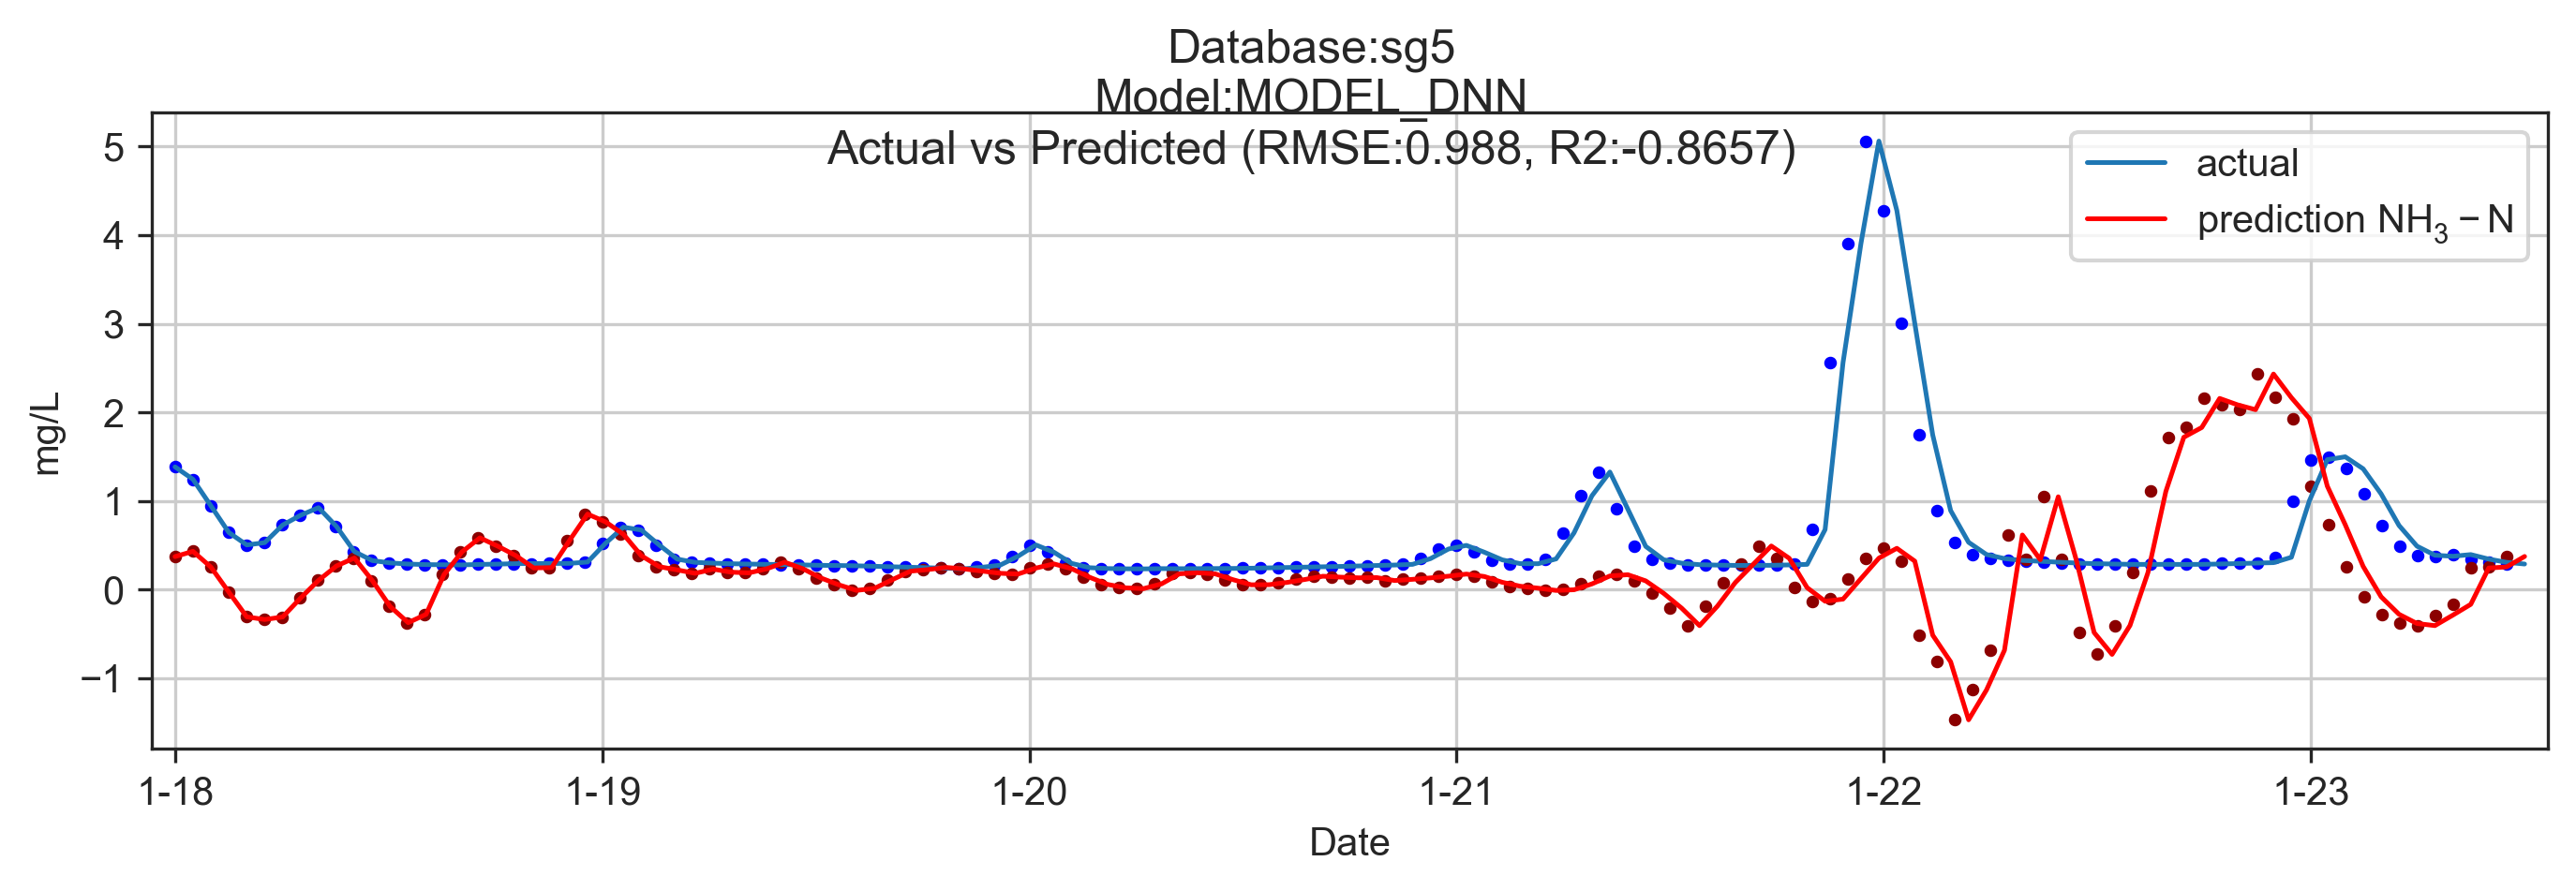 Database:sg5
Model:MODEL_DNN
Actual vs Predicted (RMSE:0.988, R2:-0.8657)
actual
prediction NH₃ − N
mg/L
5
4
3
2
1
0
−1
1-18
1-19
1-20
1-21
1-22
1-23
Date